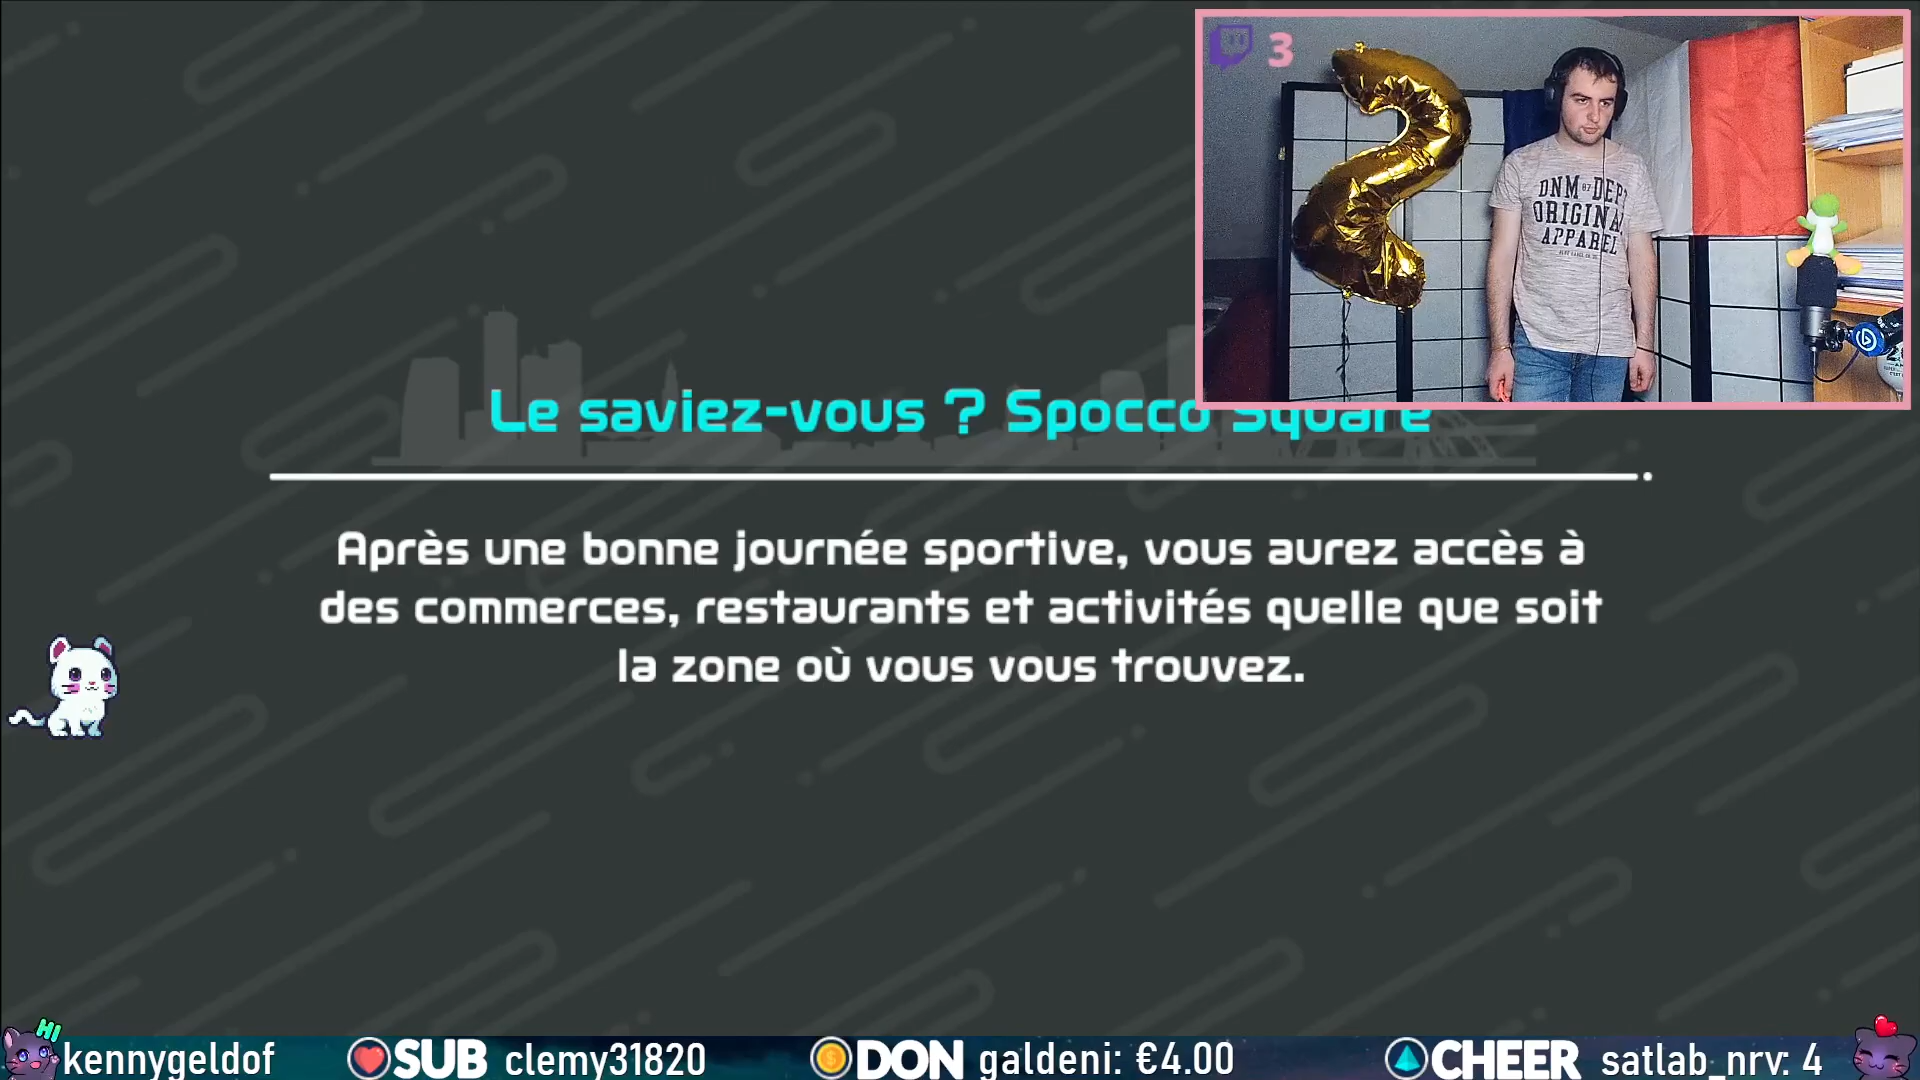 3
DNM 87 DEPT
ORIGINAL
APPAREL
Le saviez-vous ? Spocco Square
Après une bonne journée sportive, vous aurez accès à
des commerces, restaurants et activités quelle que soit
la zone où vous vous trouvez.
HI
kennygeldof
SUB clemy31820
DON galdeni: €4.00
CHEER satlab_nrv: 4